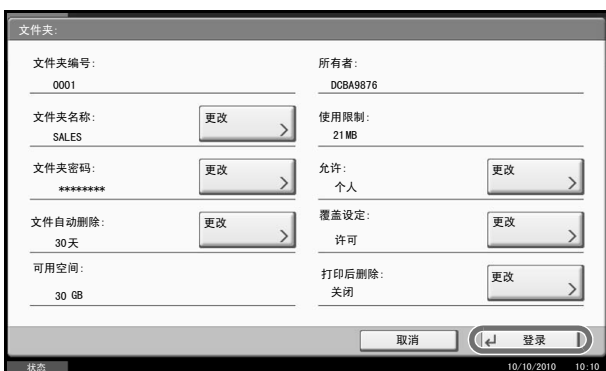 文件夹:
文件夹编号:
0001
所有者:
DCBA9876
文件夹名称:
SALES
更改
使用限制:
21MB
文件夹密码:
********
更改
允许:
个人
更改
文件自动删除:
30天
更改
覆盖设定:
许可
更改
可用空间:
30 GB
打印后删除:
关闭
更改
取消
登录
状态
10/10/2010 10:10